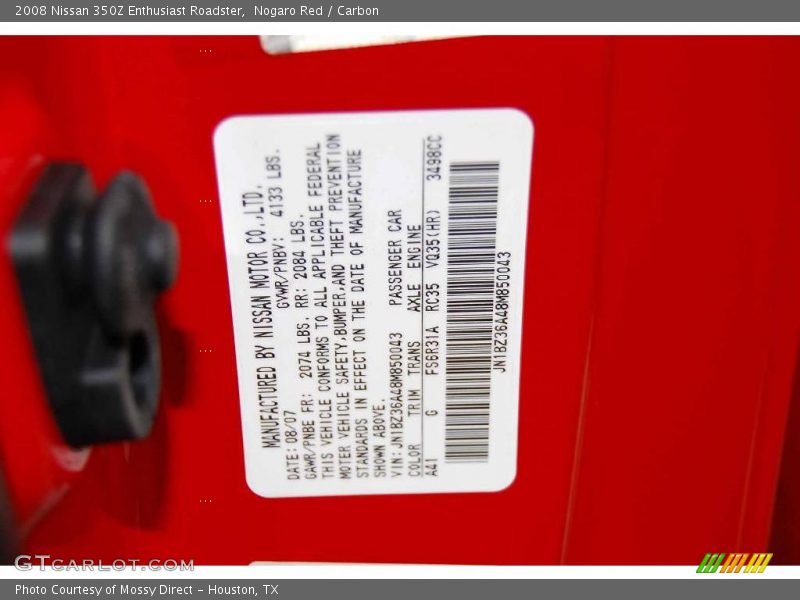 2008 Nissan 350Z Enthusiast Roadster,  Nogaro Red / Carbon
MANUFACTURED BY NISSAN MOTOR CO.,LTD.
DATE: 08/07 GVWR/PNBV: 4133 LBS.
GAWR/PNBE FR: 2074 LBS. RR: 2084 LBS.
THIS VEHICLE CONFORMS TO ALL APPLICABLE FEDERAL
MOTOR VEHICLE SAFETY,BUMPER,AND THEFT PREVENTION
STANDARDS IN EFFECT ON THE DATE OF MANUFACTURE
SHOWN ABOVE.
VIN: JN1BZ36A48M850043 PASSENGER CAR
COLOR TRIM TRANS AXLE ENGINE
A41 G FS6R31A RC35 VQ35(HR) 3498CC
JN1BZ36A48M850043
GTCARLOT.COM
Photo Courtesy of Mossy Direct – Houston, TX